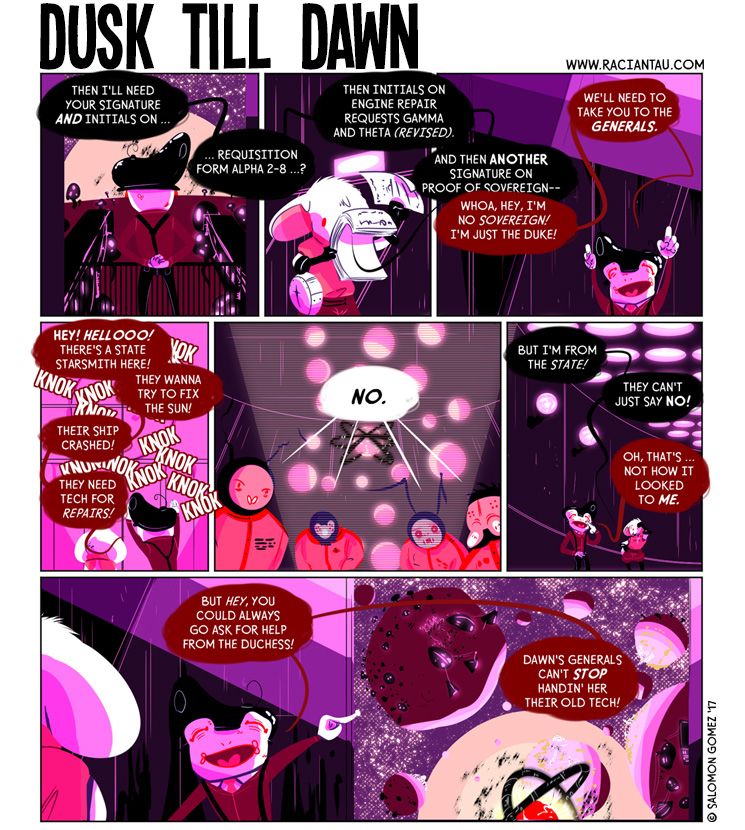 DUSK TILL DAWN
WWW.RACIANTAU.COM
THEN I'LL NEED
YOUR SIGNATURE
AND INITIALS ON ...
... REQUISITION
FORM ALPHA 2-8 ...?
THEN INITIALS ON
ENGINE REPAIR
REQUESTS GAMMA
AND THETA (REVISED).
AND THEN ANOTHER
SIGNATURE ON
PROOF OF SOVEREIGN--
WHOA, HEY, I'M
NO SOVEREIGN!
I'M JUST THE DUKE!
WE'LL NEED TO
TAKE YOU TO THE
GENERALS.
HEY! HELLOOO!
THERE'S A STATE
STARSMITH HERE!
THEY WANNA
TRY TO FIX
THE SUN!
THEIR SHIP
CRASHED!
THEY NEED
TECH FOR
REPAIRS!
KNOK
KNOK
KNOK
KNOK
KNOK
KNOK
KNOK
KNOK
KNOK
KNOK
KNOK
KNOK
NO.
BUT I'M FROM
THE STATE!
THEY CAN'T
JUST SAY NO!
OH, THAT'S ...
NOT HOW IT
LOOKED
TO ME.
BUT HEY, YOU
COULD ALWAYS
GO ASK FOR HELP
FROM THE DUCHESS!
DAWN'S GENERALS
CAN'T STOP
HANDIN' HER
THEIR OLD TECH!
© SALOMON GOMEZ '17